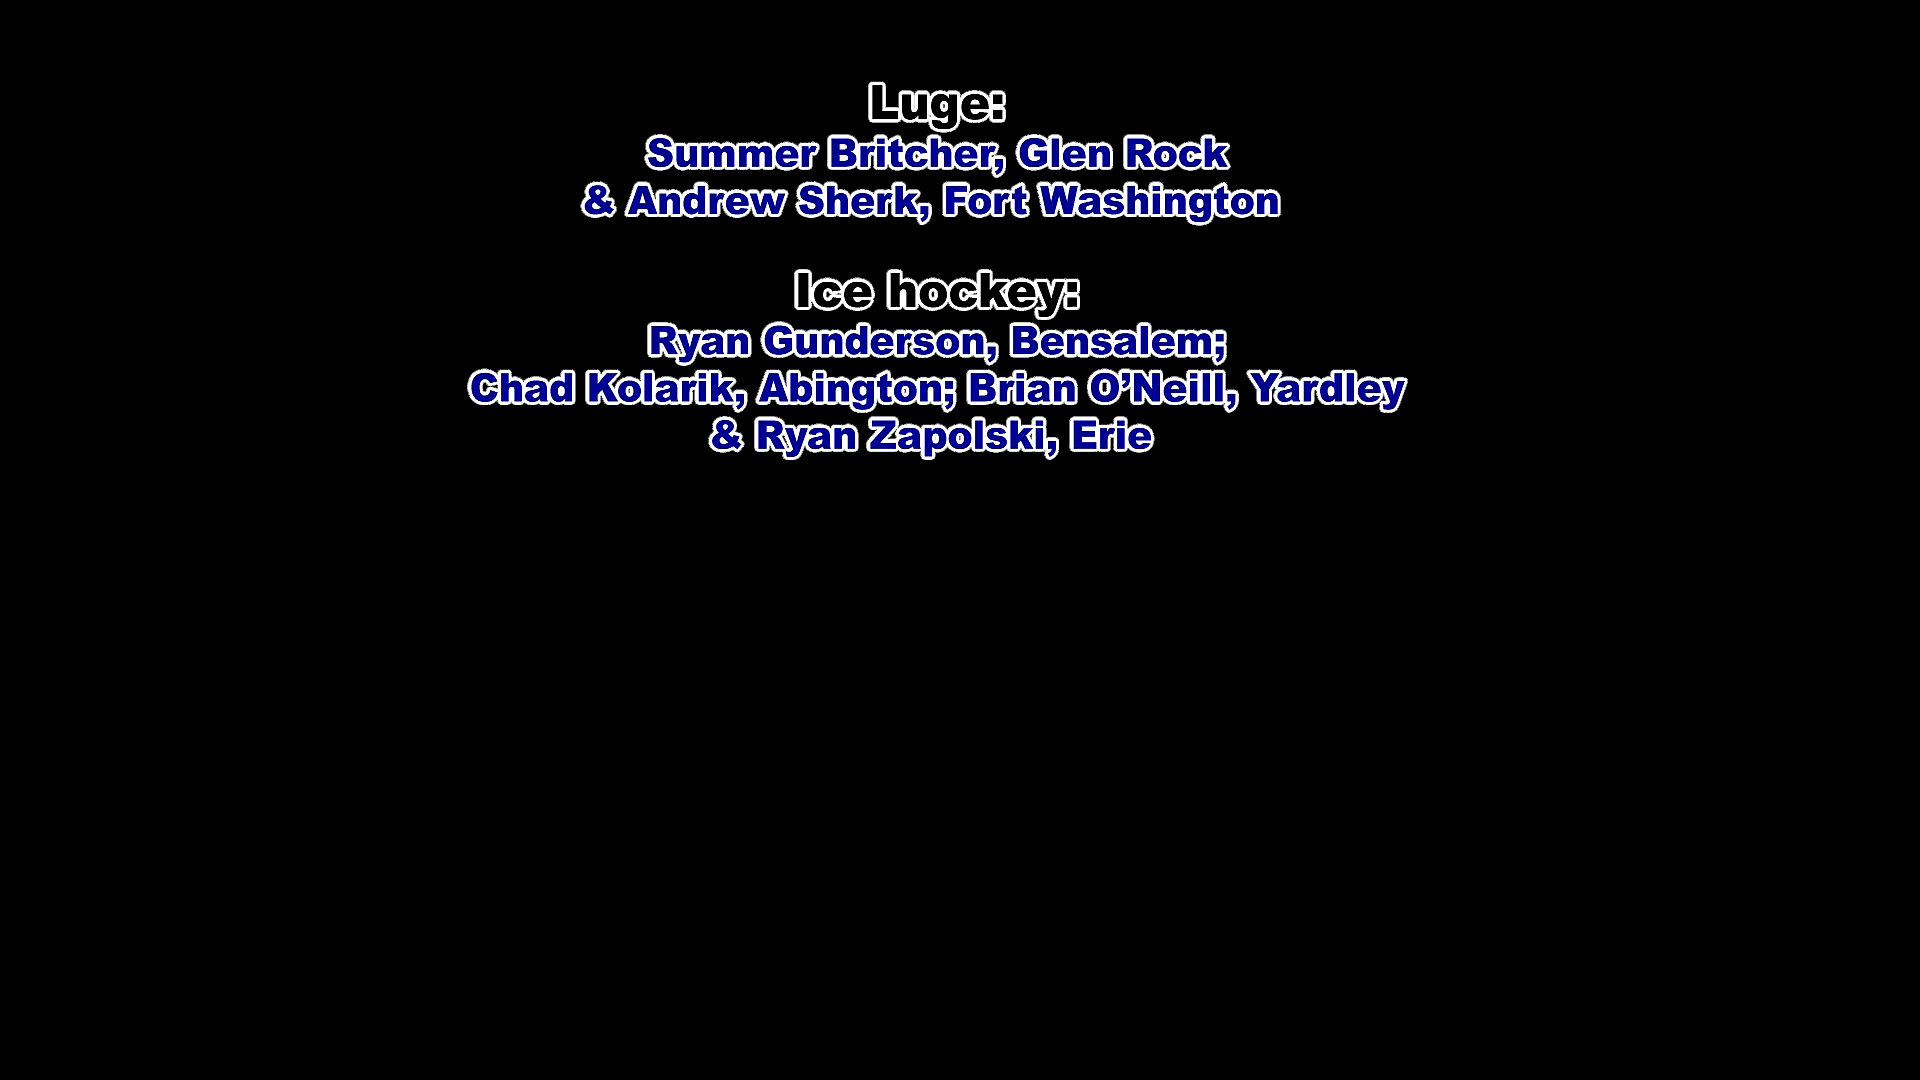 Luge:
Summer Britcher, Glen Rock
& Andrew Sherk, Fort Washington
Ice hockey:
Ryan Gunderson, Bensalem;
Chad Kolarik, Abington; Brian O’Neill, Yardley
& Ryan Zapolski, Erie